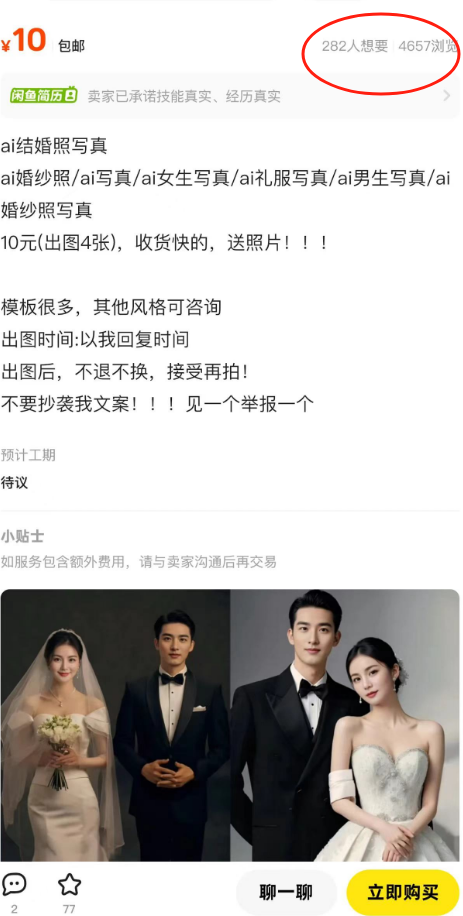 ¥10 包邮 282人想要 4657浏览
闲鱼简历 卖家已承诺技能真实、经历真实
ai结婚照写真
ai婚纱照/ai写真/ai女生写真/ai礼服写真/ai男生写真/ai
婚纱照写真
10元(出图4张)，收货快的，送照片！！！
模板很多，其他风格可咨询
出图时间:以我回复时间
出图后，不退不换，接受再拍！
不要抄袭我文案！！！见一个举报一个
预计工期
待议
小贴士
如服务包含额外费用，请与卖家沟通后再交易
2 77 聊一聊 立即购买